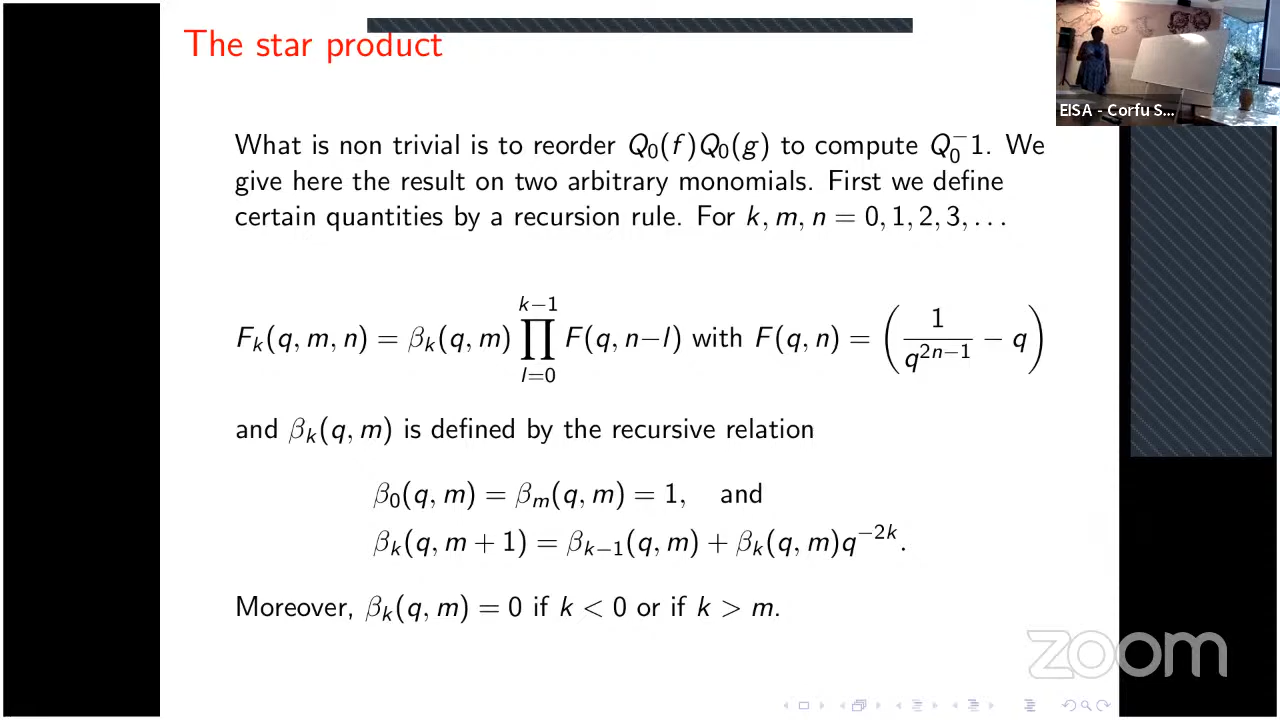 The star product
EISA - Corfu S...
What is non trivial is to reorder Q₀(f)Q₀(g) to compute Q₀⁻1. We
give here the result on two arbitrary monomials. First we define
certain quantities by a recursion rule. For k, m, n = 0, 1, 2, 3, . . .
F_k(q, m, n) = β_k(q, m) ∏_{l=0}^{k−1} F(q, n−l) with F(q, n) = (1/q^{2n−1} − q)
and β_k(q, m) is defined by the recursive relation
β₀(q, m) = β_m(q, m) = 1, and
β_k(q, m + 1) = β_{k−1}(q, m) + β_k(q, m)q^{−2k}.
Moreover, β_k(q, m) = 0 if k < 0 or if k > m.
zoom